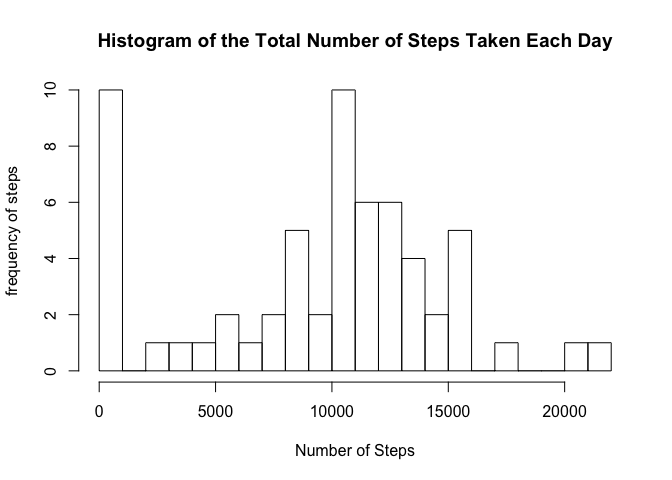 Histogram of the Total Number of Steps Taken Each Day
frequency of steps
10
8
6
4
2
0
0 5000 10000 15000 20000
Number of Steps